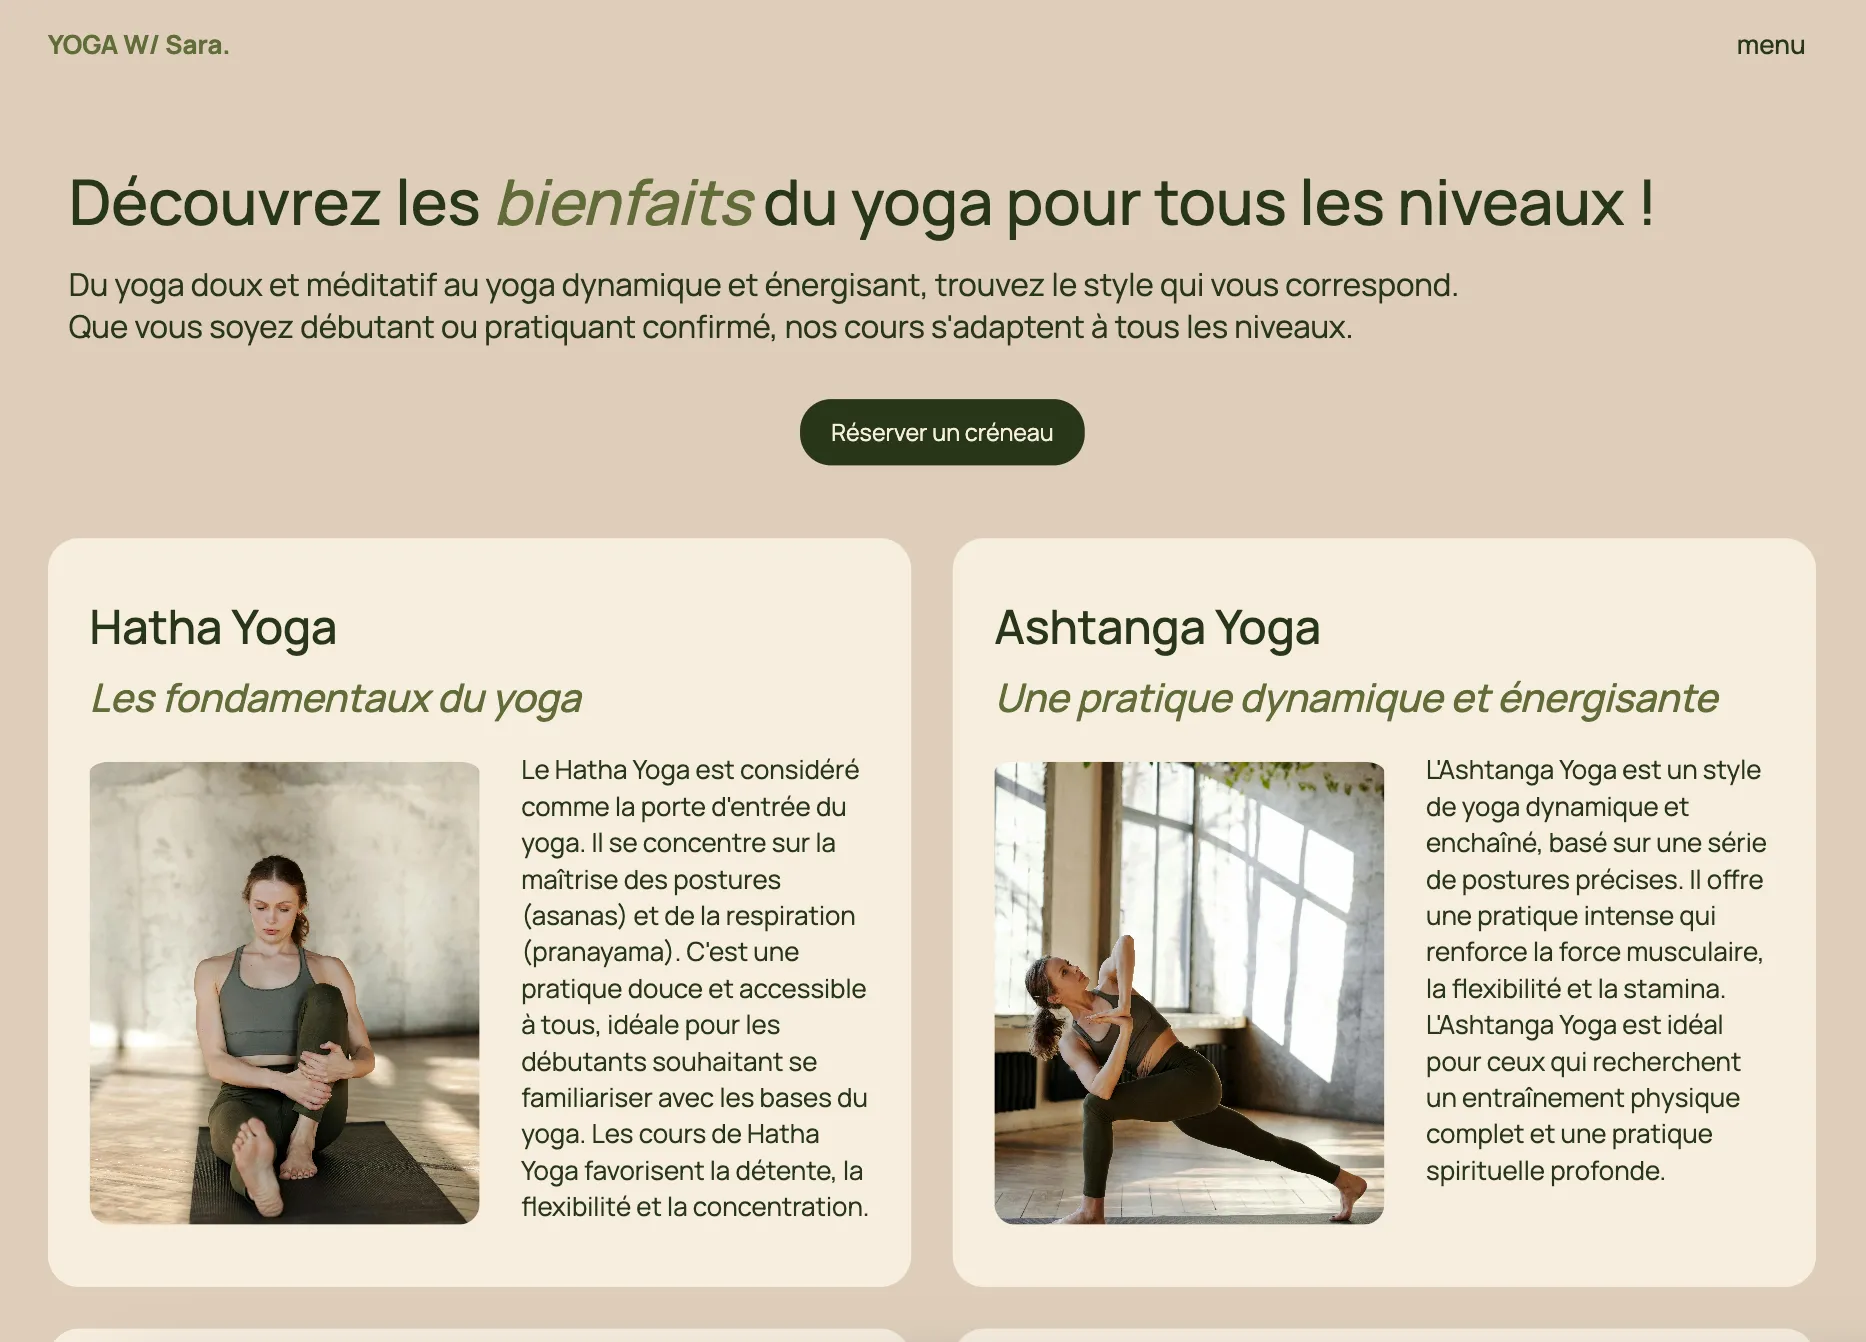 YOGA W/ Sara.
menu
Découvrez les bienfaits du yoga pour tous les niveaux !
Du yoga doux et méditatif au yoga dynamique et énergisant, trouvez le style qui vous correspond.
Que vous soyez débutant ou pratiquant confirmé, nos cours s'adaptent à tous les niveaux.
Réserver un créneau
Hatha Yoga
Les fondamentaux du yoga
Le Hatha Yoga est considéré
comme la porte d'entrée du
yoga. Il se concentre sur la
maîtrise des postures
(asanas) et de la respiration
(pranayama). C'est une
pratique douce et accessible
à tous, idéale pour les
débutants souhaitant se
familiariser avec les bases du
yoga. Les cours de Hatha
Yoga favorisent la détente, la
flexibilité et la concentration.
Ashtanga Yoga
Une pratique dynamique et énergisante
L'Ashtanga Yoga est un style
de yoga dynamique et
enchaîné, basé sur une série
de postures précises. Il offre
une pratique intense qui
renforce la force musculaire,
la flexibilité et la stamina.
L'Ashtanga Yoga est idéal
pour ceux qui recherchent
un entraînement physique
complet et une pratique
spirituelle profonde.